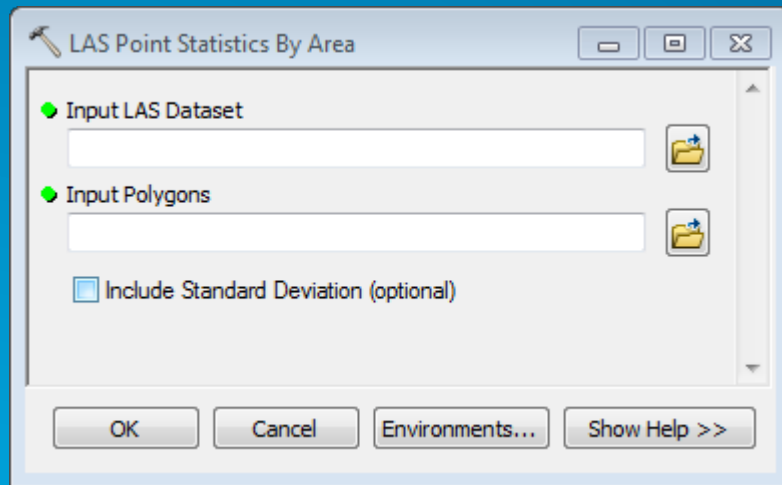 LAS Point Statistics By Area
Input LAS Dataset
Input Polygons
Include Standard Deviation (optional)
OK Cancel Environments... Show Help >>